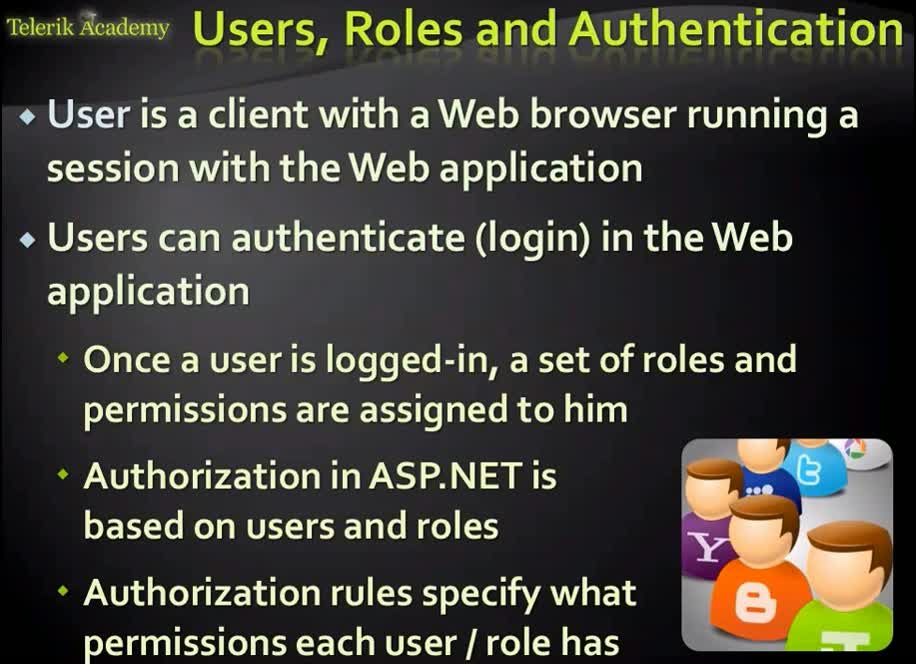 Telerik Academy
Users, Roles and Authentication
User is a client with a Web browser running a
session with the Web application
Users can authenticate (login) in the Web
application
Once a user is logged-in, a set of roles and
permissions are assigned to him
Authorization in ASP.NET is
based on users and roles
Authorization rules specify what
permissions each user / role has
Y
B
t
T